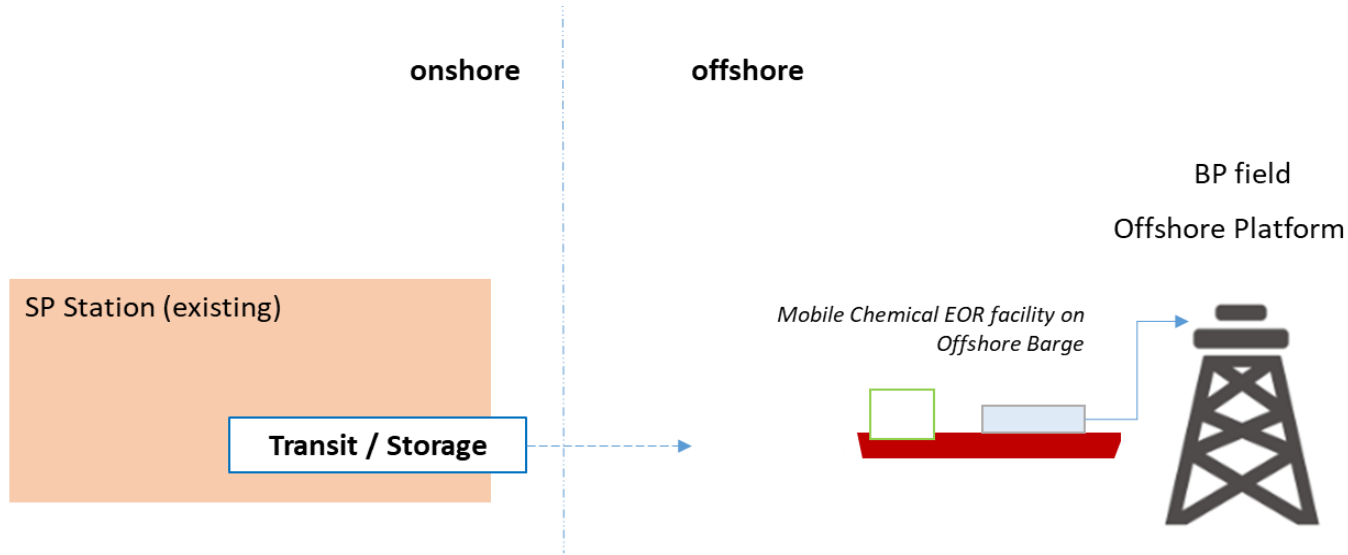 onshore
offshore
BP field
Offshore Platform
SP Station (existing)
Mobile Chemical EOR facility on
Offshore Barge
Transit / Storage